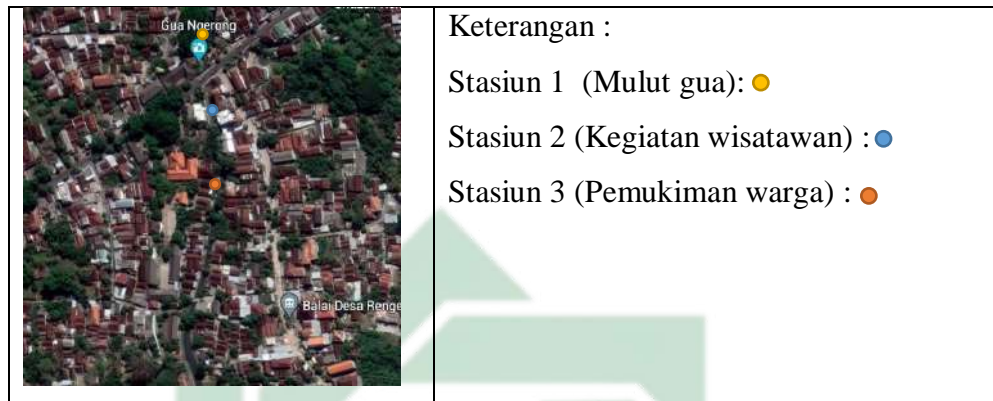 Gua Ngerong
Balai Desa Renge
Keterangan :
Stasiun 1 (Mulut gua):
Stasiun 2 (Kegiatan wisatawan) :
Stasiun 3 (Pemukiman warga) :